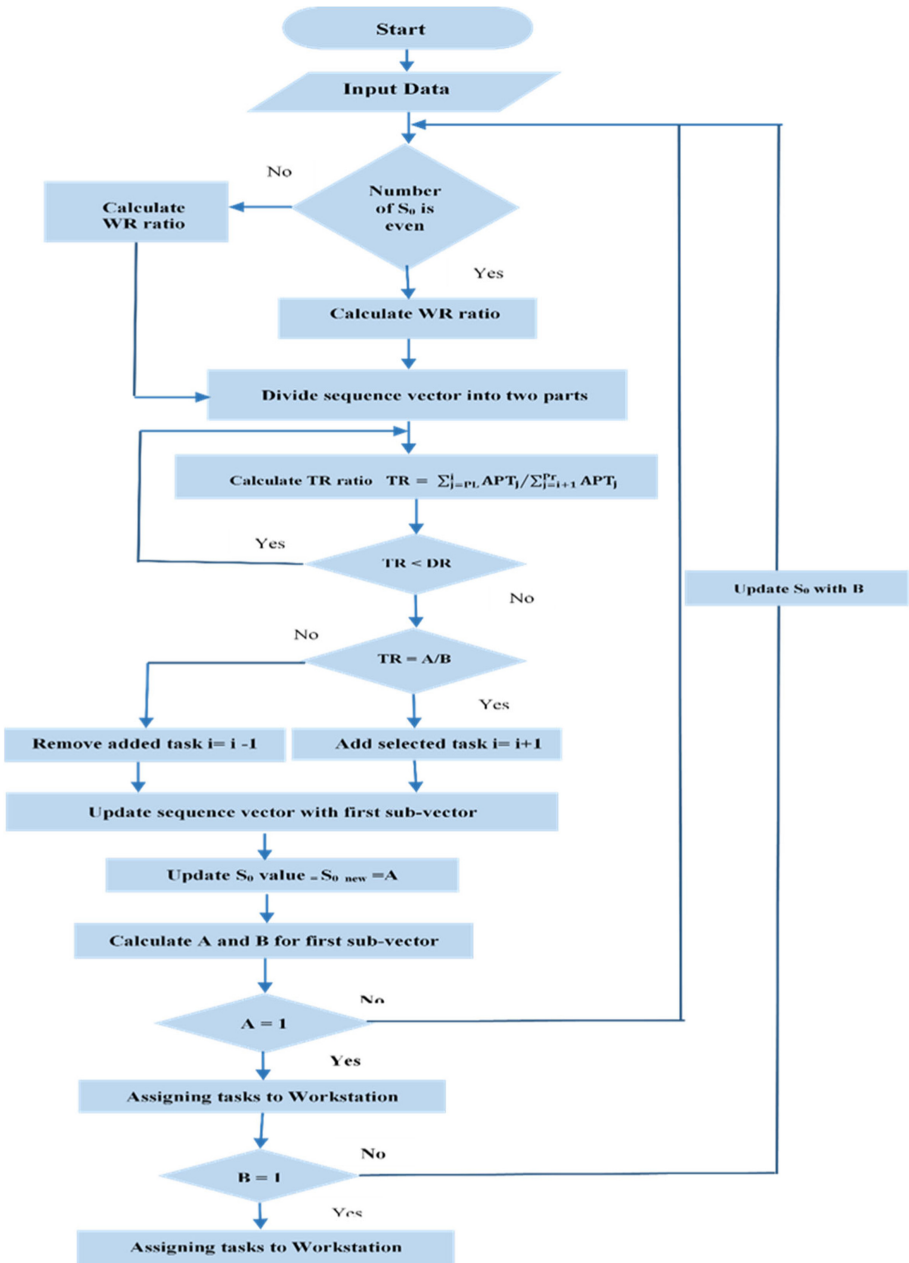 Start
Input Data
No
Number
of S₀ is
even
Calculate
WR ratio
Yes
Calculate WR ratio
Divide sequence vector into two parts
Calculate TR ratio TR = ∑ⁱⱼ₌PL APTⱼ/∑ᴾʳⱼ₌ᵢ₊₁ APTⱼ
Yes
TR < DR
Update S₀ with B
No
No
TR = A/B
Yes
Remove added task i= i -1
Add selected task i= i+1
Update sequence vector with first sub-vector
Update S₀ value = S₀ new =A
Calculate A and B for first sub-vector
No
A = 1
Yes
Assigning tasks to Workstation
No
B = 1
Yes
Assigning tasks to Workstation